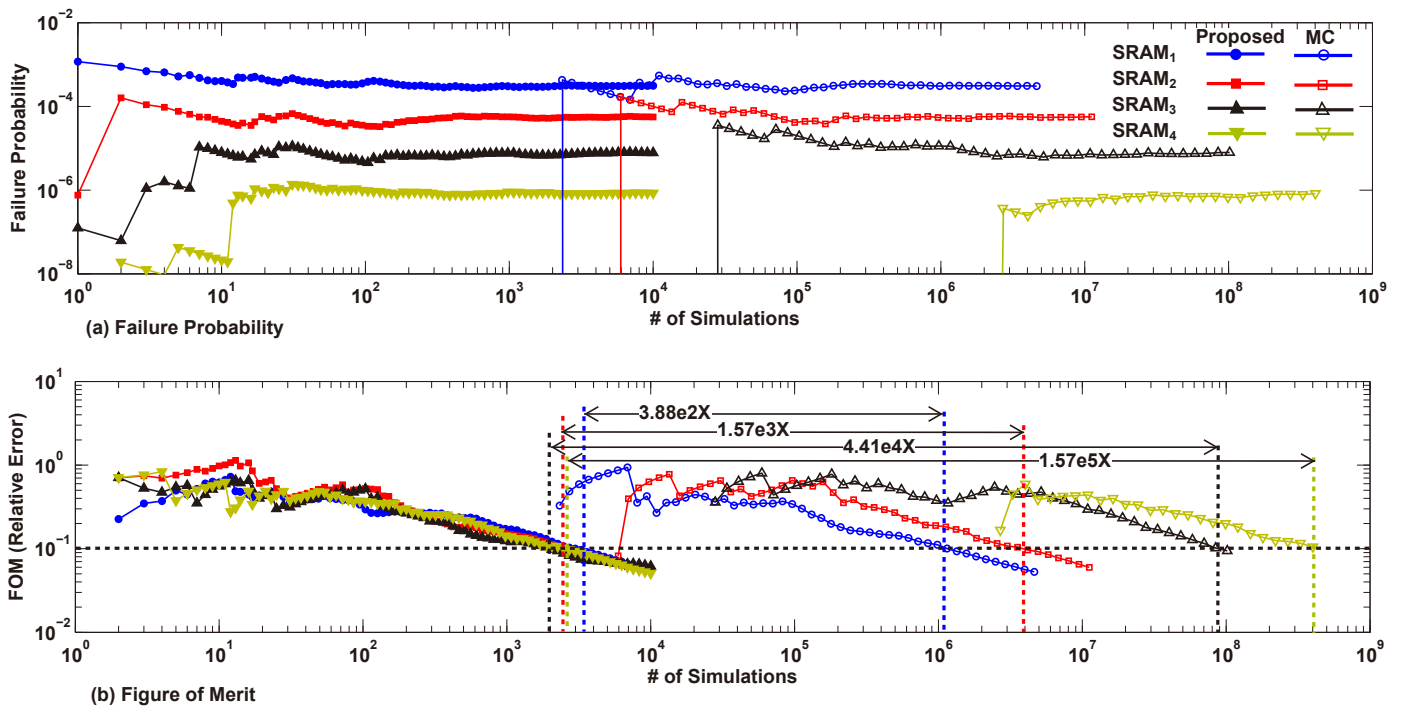 Proposed MC
SRAM1
SRAM2
SRAM3
SRAM4
Failure Probability
10^-2
10^-4
10^-6
10^-8
10^0 10^1 10^2 10^3 10^4 10^5 10^6 10^7 10^8 10^9
# of Simulations
(a) Failure Probability
FOM (Relative Error)
10^1
10^0
10^-1
10^-2
3.88e2X
1.57e3X
4.41e4X
1.57e5X
10^0 10^1 10^2 10^3 10^4 10^5 10^6 10^7 10^8 10^9
# of Simulations
(b) Figure of Merit